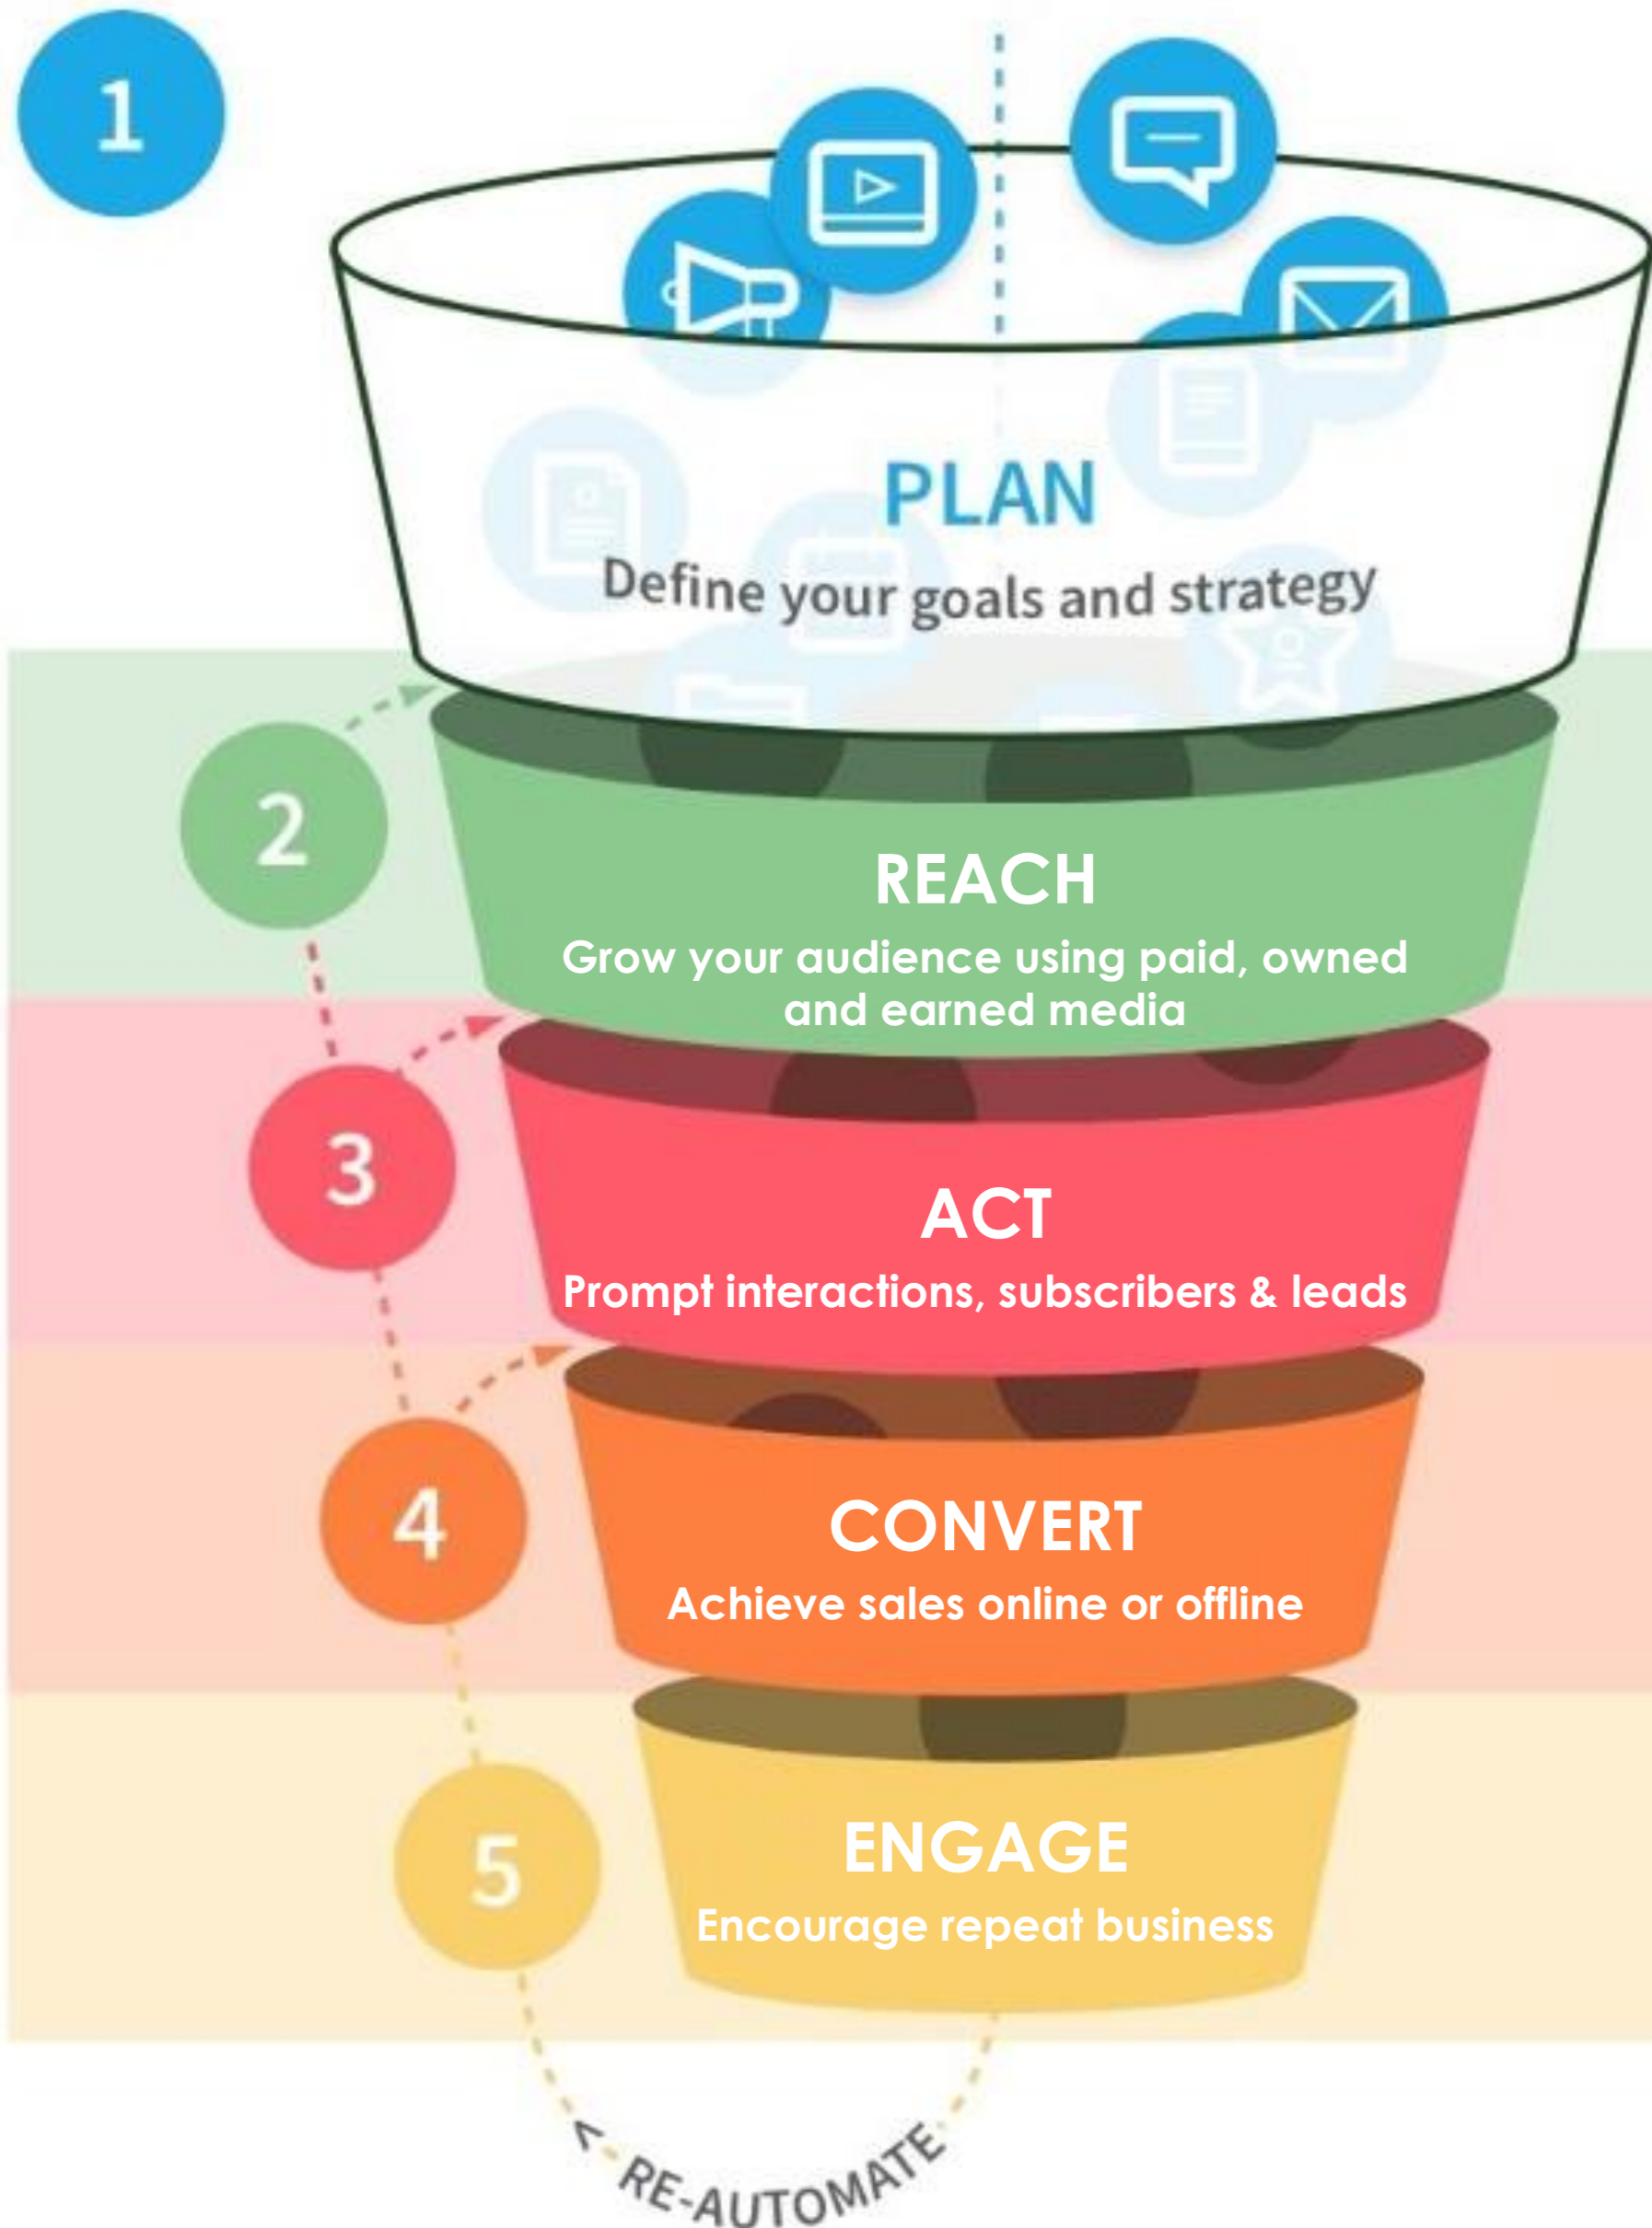 1
PLAN
Define your goals and strategy
2
REACH
Grow your audience using paid, owned
and earned media
3
ACT
Prompt interactions, subscribers & leads
4
CONVERT
Achieve sales online or offline
5
ENGAGE
Encourage repeat business
RE-AUTOMATE